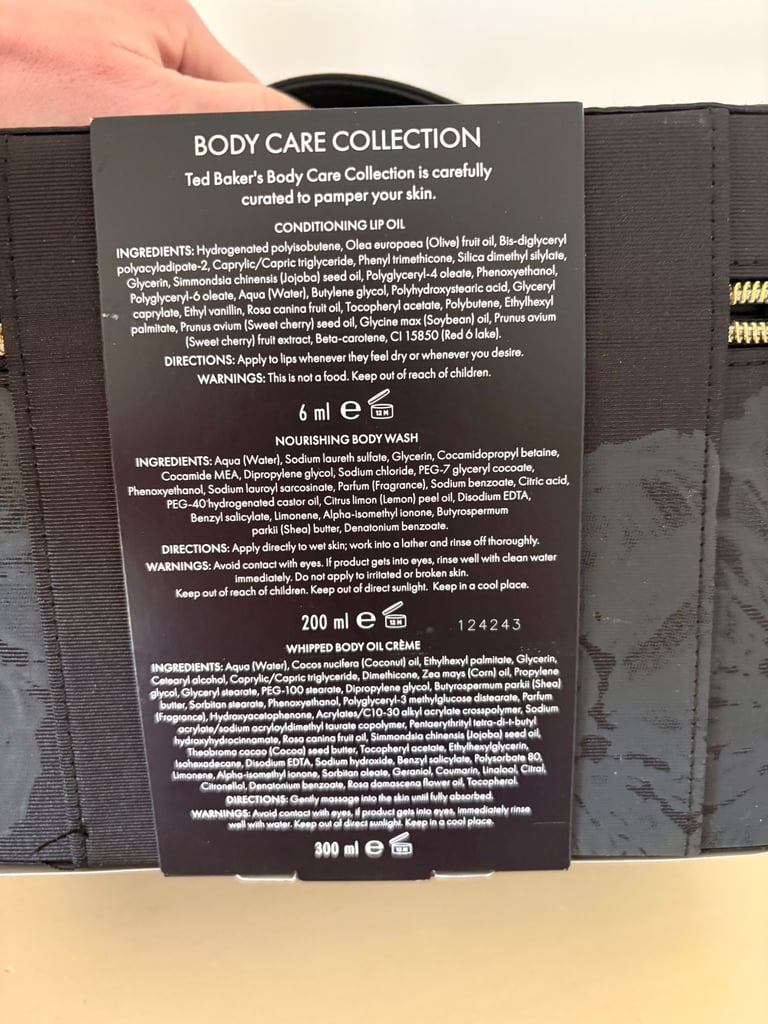 BODY CARE COLLECTION
Ted Baker's Body Care Collection is carefully
curated to pamper your skin.
CONDITIONING LIP OIL
INGREDIENTS: Hydrogenated polyisobutene, Olea europaea (Olive) fruit oil, Bis-diglyceryl
polyacyladipate-2, Caprylic/Capric triglyceride, Phenyl trimethicone, Silica dimethyl silylate,
Glycerin, Simmondsia chinensis (Jojoba) seed oil, Polyglyceryl-4 oleate, Phenoxyethanol,
Polyglyceryl-6 oleate, Aqua (Water), Butylene glycol, Polyhydroxystearic acid, Glyceryl
caprylate, Ethyl vanillin, Rosa canina fruit oil, Tocopheryl acetate, Polybutene, Ethylhexyl
palmitate, Prunus avium (Sweet cherry) seed oil, Glycine max (Soybean) oil, Prunus avium
(Sweet cherry) fruit extract, Beta-carotene, CI 15850 (Red 6 lake).
DIRECTIONS: Apply to lips whenever they feel dry or whenever you desire.
WARNINGS: This is not a food. Keep out of reach of children.
6 ml e 12 M
NOURISHING BODY WASH
INGREDIENTS: Aqua (Water), Sodium laureth sulfate, Glycerin, Cocamidopropyl betaine,
Cocamide MEA, Dipropylene glycol, Sodium chloride, PEG-7 glyceryl cocoate,
Phenoxyethanol, Sodium lauroyl sarcosinate, Parfum (Fragrance), Sodium benzoate, Citric acid,
PEG-40 hydrogenated castor oil, Citrus limon (Lemon) peel oil, Disodium EDTA,
Benzyl salicylate, Limonene, Alpha-isomethyl ionone, Butyrospermum
parkii (Shea) butter, Denatonium benzoate.
DIRECTIONS: Apply directly to wet skin; work into a lather and rinse off thoroughly.
WARNINGS: Avoid contact with eyes. If product gets into eyes, rinse well with clean water
immediately. Do not apply to irritated or broken skin.
Keep out of reach of children. Keep out of direct sunlight. Keep in a cool place.
200 ml e 12 M 124243
WHIPPED BODY OIL CRÈME
INGREDIENTS: Aqua (Water), Cocos nucifera (Coconut) oil, Ethylhexyl palmitate, Glycerin,
Cetearyl alcohol, Caprylic/Capric triglyceride, Dimethicone, Zea mays (Corn) oil, Propylene
glycol, Glyceryl stearate, PEG-100 stearate, Dipropylene glycol, Butyrospermum parkii (Shea)
butter, Sorbitan stearate, Phenoxyethanol, Polyglyceryl-3 methylglucose distearate, Parfum
(Fragrance), Hydroxyacetophenone, Acrylates/C10-30 alkyl acrylate crosspolymer, Sodium
acrylate/sodium acryloyldimethyl taurate copolymer, Pentaerythrityl tetra-di-t-butyl
hydroxyhydrocinnamate, Rosa canina fruit oil, Simmondsia chinensis (Jojoba) seed oil,
Theobroma cacao (Cocoa) seed butter, Tocopheryl acetate, Ethylhexylglycerin,
Isohexadecane, Disodium EDTA, Sodium hydroxide, Benzyl salicylate, Polysorbate 80,
Limonene, Alpha-isomethyl ionone, Sorbitan oleate, Geraniol, Coumarin, Linalool, Citral,
Citronellol, Denatonium benzoate, Rosa damascena flower oil, Tocopherol.
DIRECTIONS: Gently massage into the skin until fully absorbed.
WARNINGS: Avoid contact with eyes, if product gets into eyes, immediately rinse
well with water. Keep out of direct sunlight. Keep in a cool place.
300 ml e 12 M